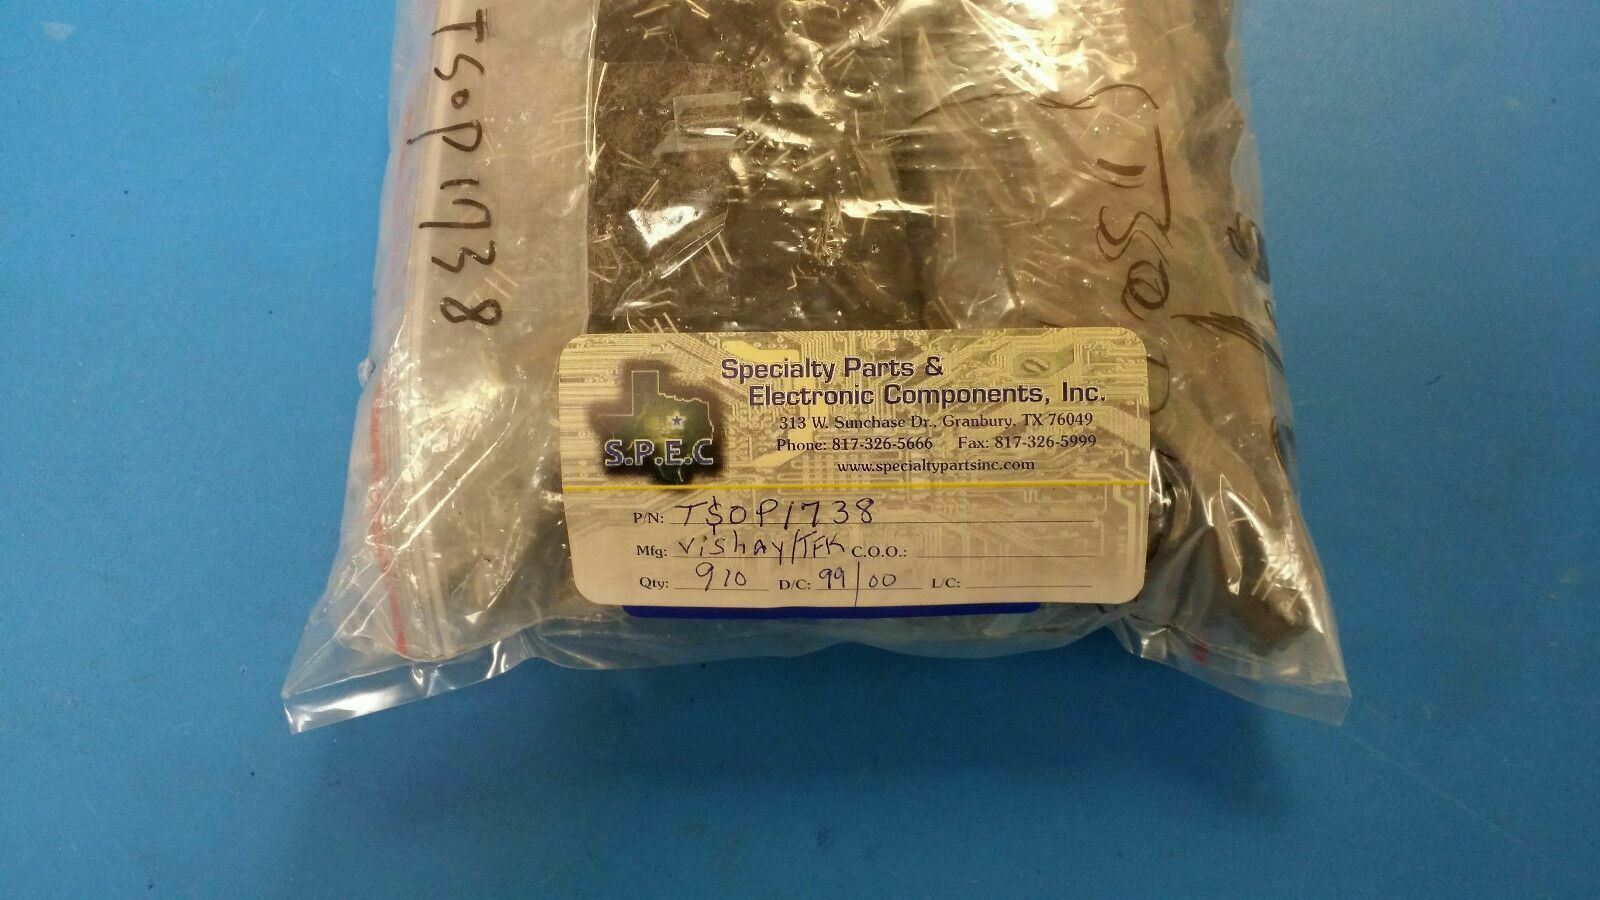 TSOP1738
Specialty Parts &
Electronic Components, Inc.
313 W. Sunchase Dr., Granbury, TX 76049
Phone: 817-326-5666 Fax: 817-326-5999
www.specialtypartsinc.com
S.P.E.C
P/N: TSOP1738
Mfg: Vishay/TFK C.O.O.:
Qty: 910 D/C: 99/00 L/C: